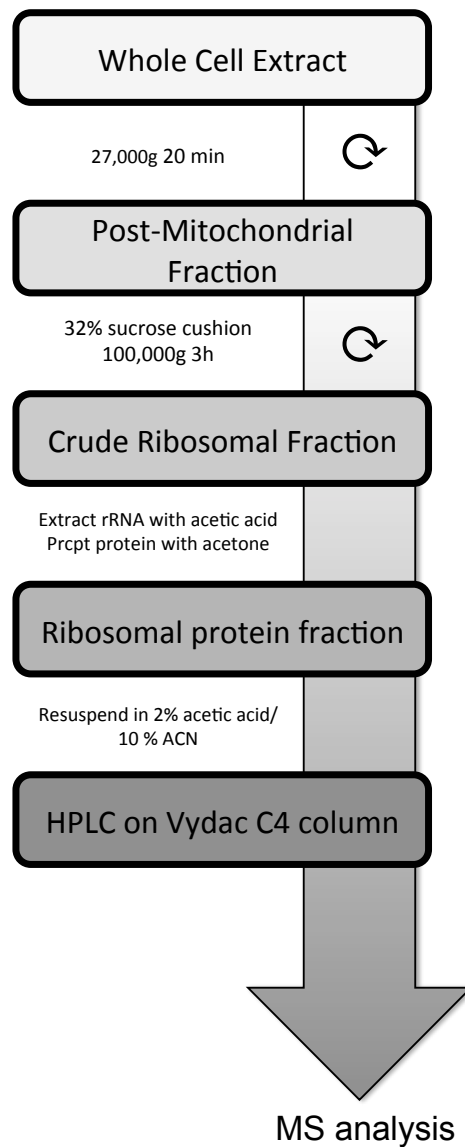 Whole Cell Extract
27,000g 20 min
Post-Mitochondrial
Fraction
32% sucrose cushion
100,000g 3h
Crude Ribosomal Fraction
Extract rRNA with acetic acid
Prcpt protein with acetone
Ribosomal protein fraction
Resuspend in 2% acetic acid/
10 % ACN
HPLC on Vydac C4 column
MS analysis